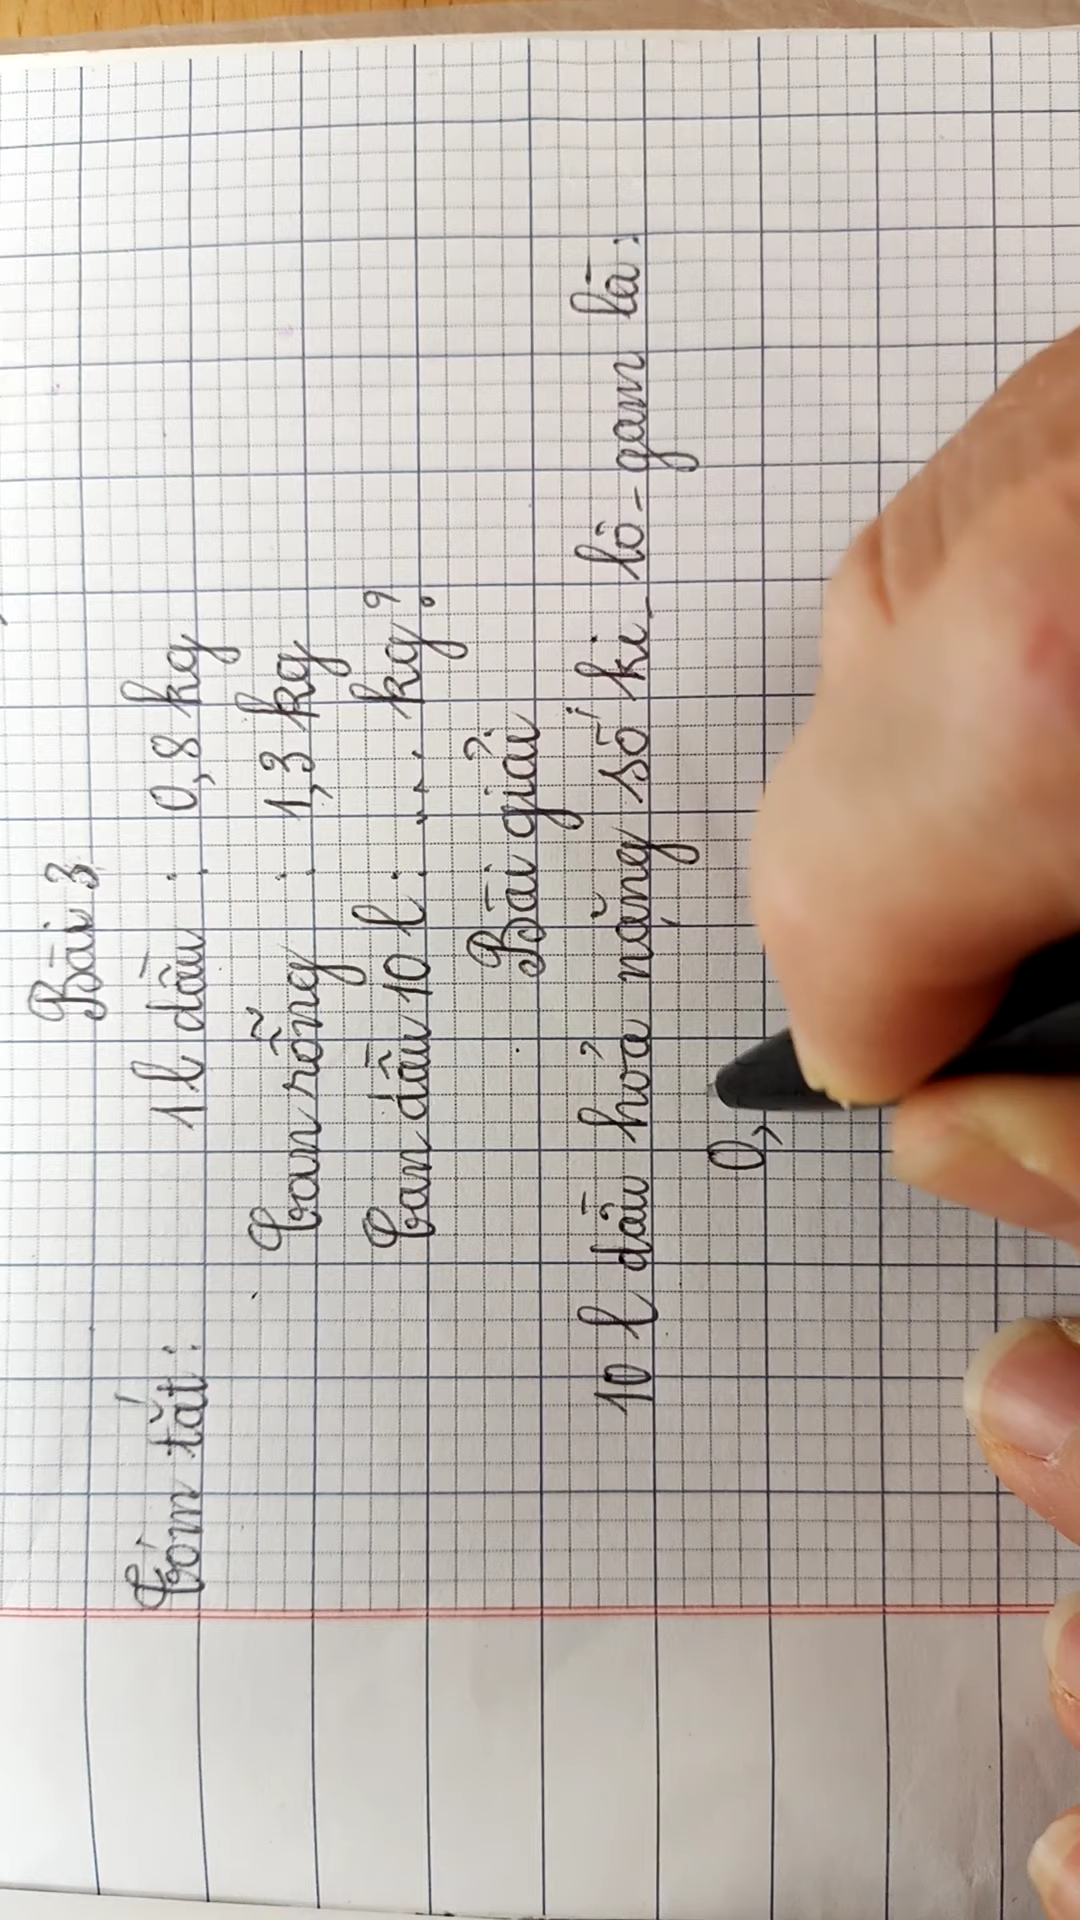 Bài 3
Tóm tắt:
1l dầu : 0,8 kg
Can rỗng : 1,3 kg
Can dầu 10 l : ... kg?
Bài giải
10 l dầu hỏa nặng số ki-lô-gam là:
0,